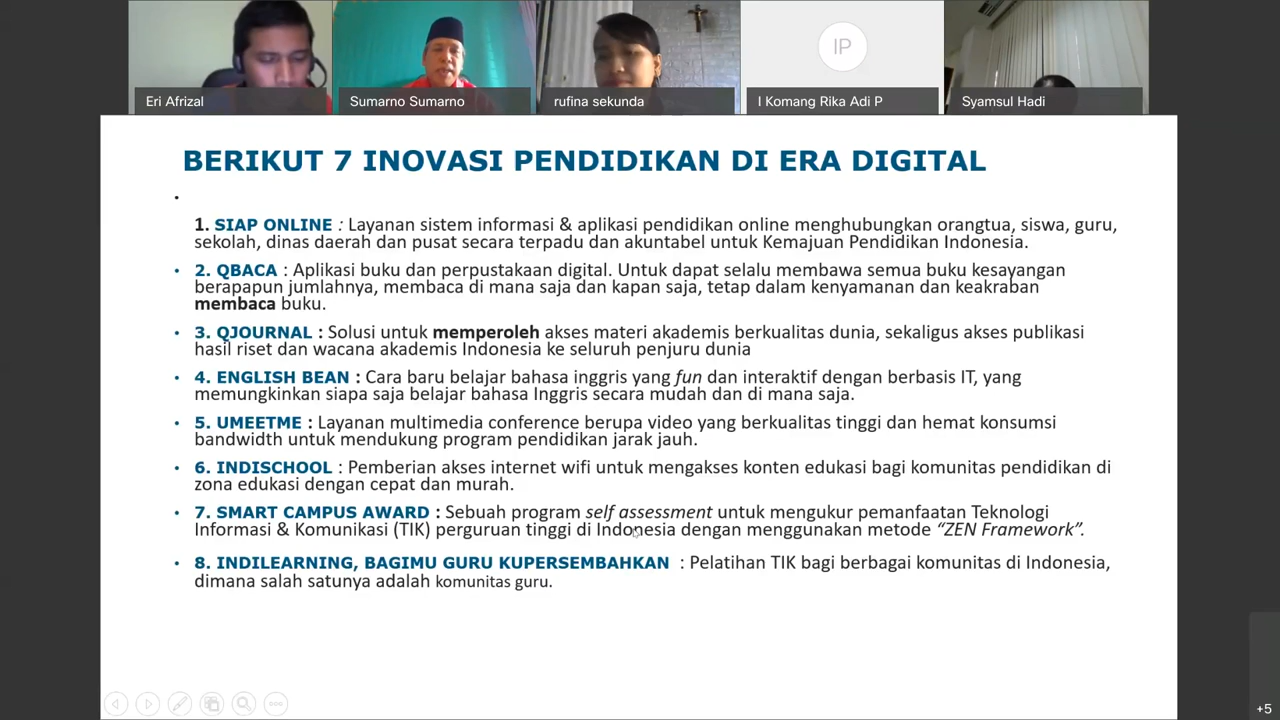 Eri Afrizal
Sumarno Sumarno
rufina sekunda
IP
I Komang Rika Adi P
Syamsul Hadi
BERIKUT 7 INOVASI PENDIDIKAN DI ERA DIGITAL
•
1. SIAP ONLINE : Layanan sistem informasi & aplikasi pendidikan online menghubungkan orangtua, siswa, guru,
sekolah, dinas daerah dan pusat secara terpadu dan akuntabel untuk Kemajuan Pendidikan Indonesia.
• 2. QBACA : Aplikasi buku dan perpustakaan digital. Untuk dapat selalu membawa semua buku kesayangan
berapapun jumlahnya, membaca di mana saja dan kapan saja, tetap dalam kenyamanan dan keakraban
membaca buku.
• 3. QJOURNAL : Solusi untuk memperoleh akses materi akademis berkualitas dunia, sekaligus akses publikasi
hasil riset dan wacana akademis Indonesia ke seluruh penjuru dunia
• 4. ENGLISH BEAN : Cara baru belajar bahasa inggris yang fun dan interaktif dengan berbasis IT, yang
memungkinkan siapa saja belajar bahasa Inggris secara mudah dan di mana saja.
• 5. UMEETME : Layanan multimedia conference berupa video yang berkualitas tinggi dan hemat konsumsi
bandwidth untuk mendukung program pendidikan jarak jauh.
• 6. INDISCHOOL : Pemberian akses internet wifi untuk mengakses konten edukasi bagi komunitas pendidikan di
zona edukasi dengan cepat dan murah.
• 7. SMART CAMPUS AWARD : Sebuah program self assessment untuk mengukur pemanfaatan Teknologi
Informasi & Komunikasi (TIK) perguruan tinggi di Indonesia dengan menggunakan metode “ZEN Framework”.
• 8. INDILEARNING, BAGIMU GURU KUPERSEMBAHKAN : Pelatihan TIK bagi berbagai komunitas di Indonesia,
dimana salah satunya adalah komunitas guru.
+5